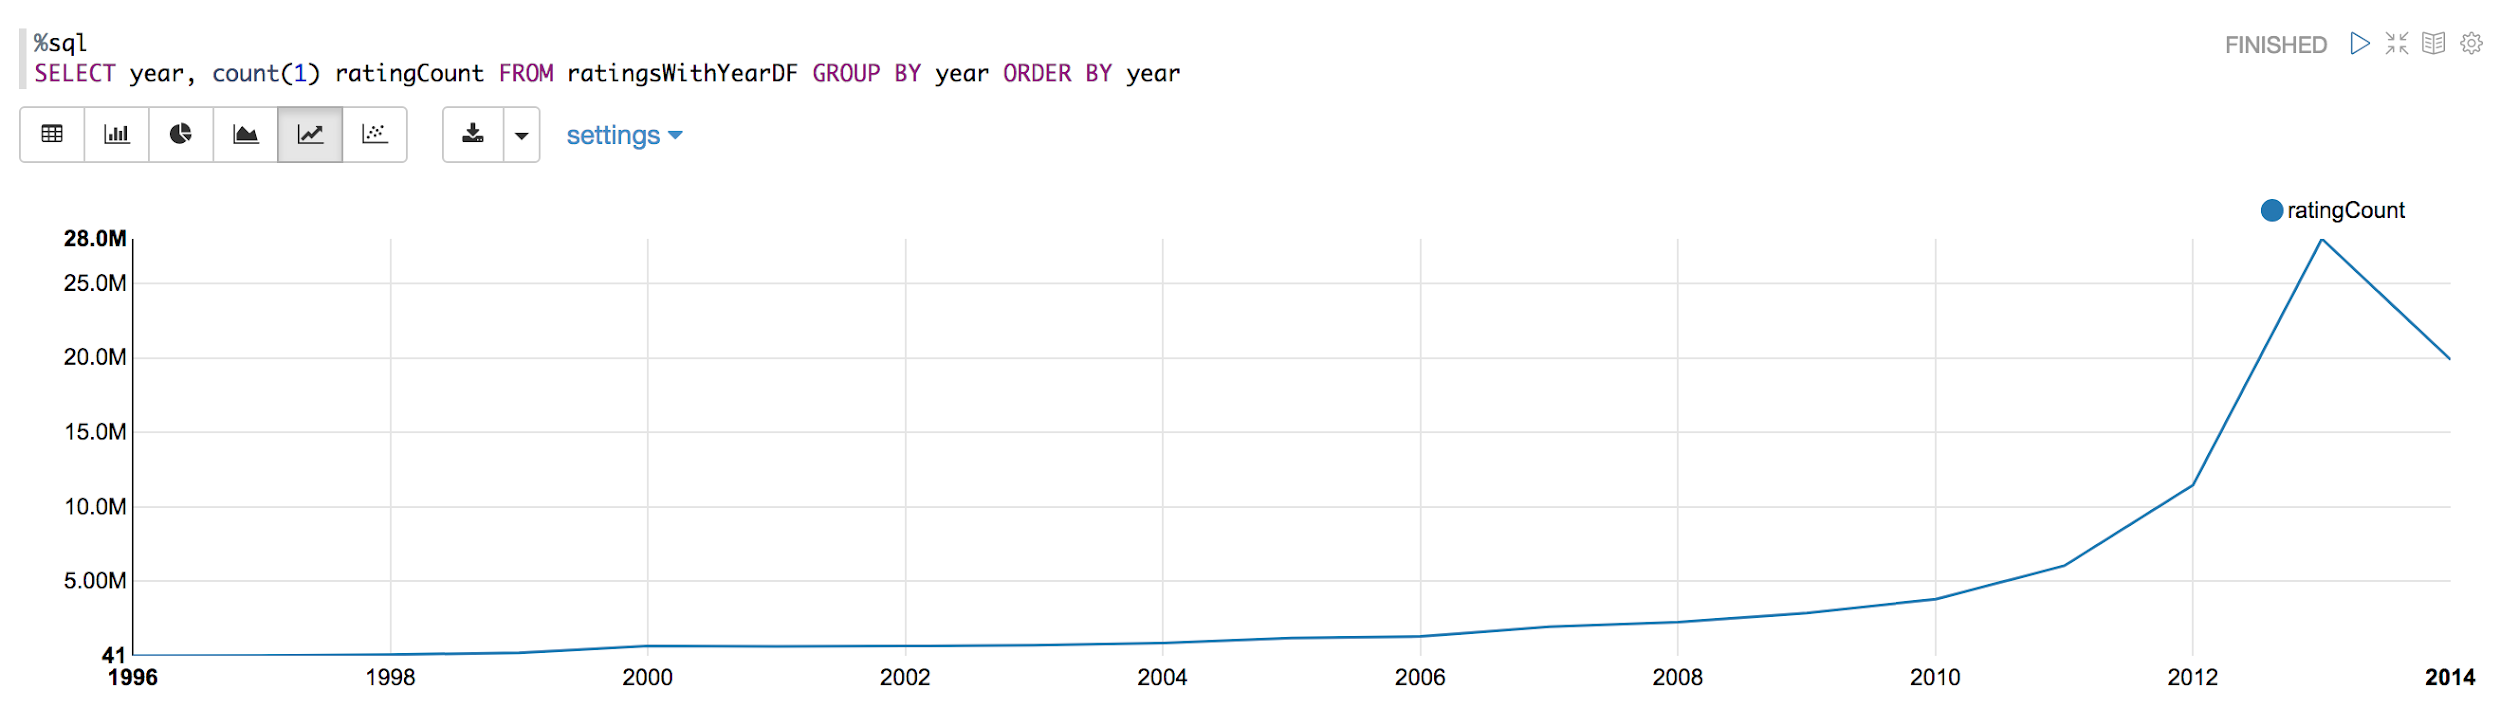 %sql
FINISHED
SELECT year, count(1) ratingCount FROM ratingsWithYearDF GROUP BY year ORDER BY year
settings
ratingCount
28.0M
25.0M
20.0M
15.0M
10.0M
5.00M
41
1996 1998 2000 2002 2004 2006 2008 2010 2012 2014